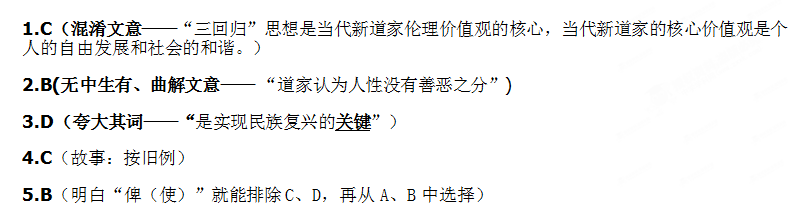 1.C（混淆文意——“三回归”思想是当代新道家伦理价值观的核心，当代新道家的核心价值观是个
人的自由发展和社会的和谐。）
2.B(无中生有、曲解文意—— “道家认为人性没有善恶之分”)
3.D（夸大其词——“是实现民族复兴的关键”）
4.C（故事：按旧例）
5.B（明白“俾（使）”就能排除C、D，再从 A、B 中选择）